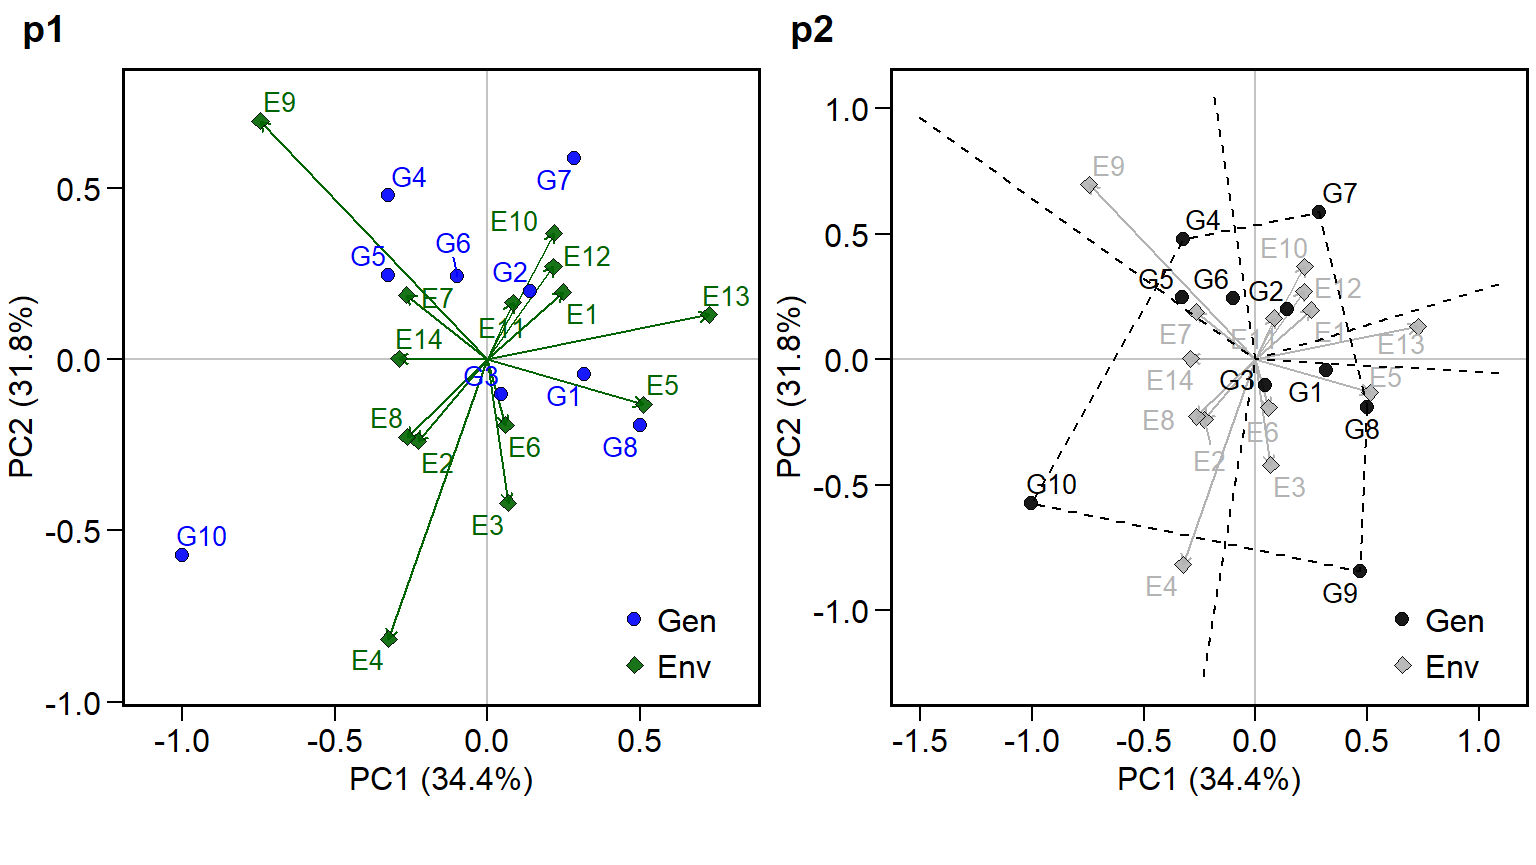 p1
E9
G4
G7
E10
G6
G5
G2
E12
E7
E13
E11
E1
E14
G3
G1
E5
E8
E2
E6
G8
E3
G10
E4
Gen
Env
0.5
0.0
-0.5
-1.0
PC2 (31.8%)
-1.0
-0.5
0.0
0.5
PC1 (34.4%)
p2
E9
G7
G4
E10
G5
G6
G2
E12
E7
E11
E1
E13
E14
G3
G1
E5
E8
E2
E6
G8
G10
E3
E4
G9
Gen
Env
1.0
0.5
0.0
-0.5
-1.0
PC2 (31.8%)
-1.5
-1.0
-0.5
0.0
0.5
1.0
PC1 (34.4%)